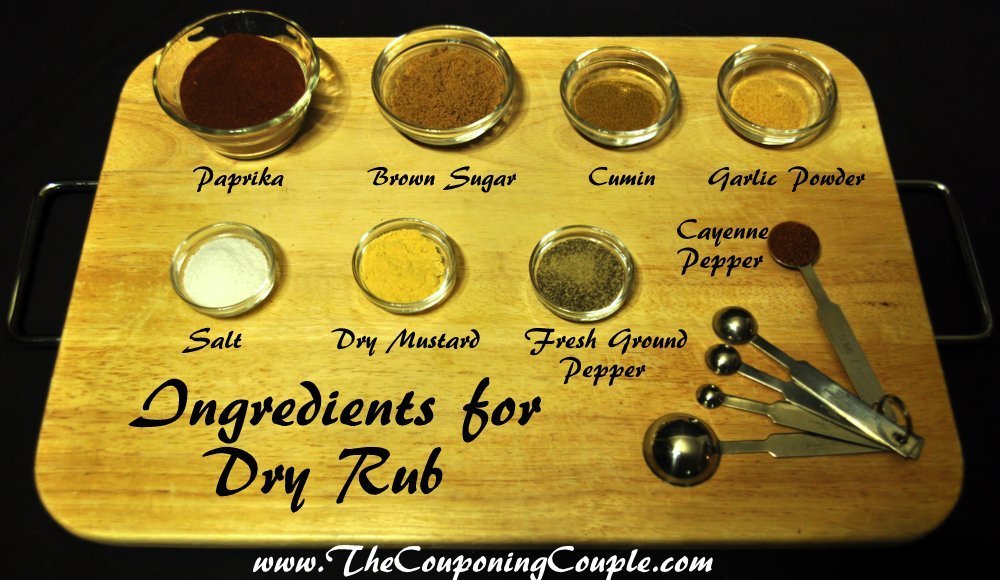 Paprika
Brown Sugar
Cumin
Garlic Powder
Cayenne
Pepper
Salt
Dry Mustard
Fresh Ground
Pepper
Ingredients for
Dry Rub
www.TheCouponingCouple.com